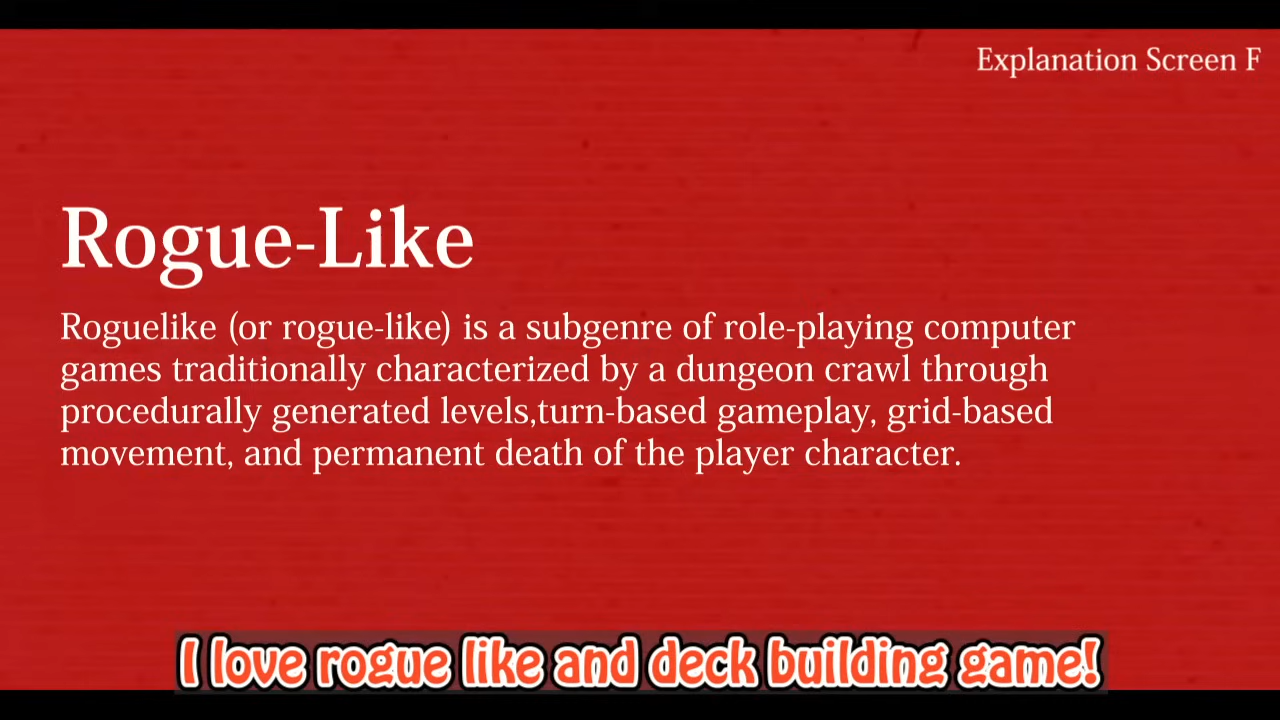 Explanation Screen F
Rogue-Like
Roguelike (or rogue-like) is a subgenre of role-playing computer
games traditionally characterized by a dungeon crawl through
procedurally generated levels,turn-based gameplay, grid-based
movement, and permanent death of the player character.
I love rogue like and deck building game!